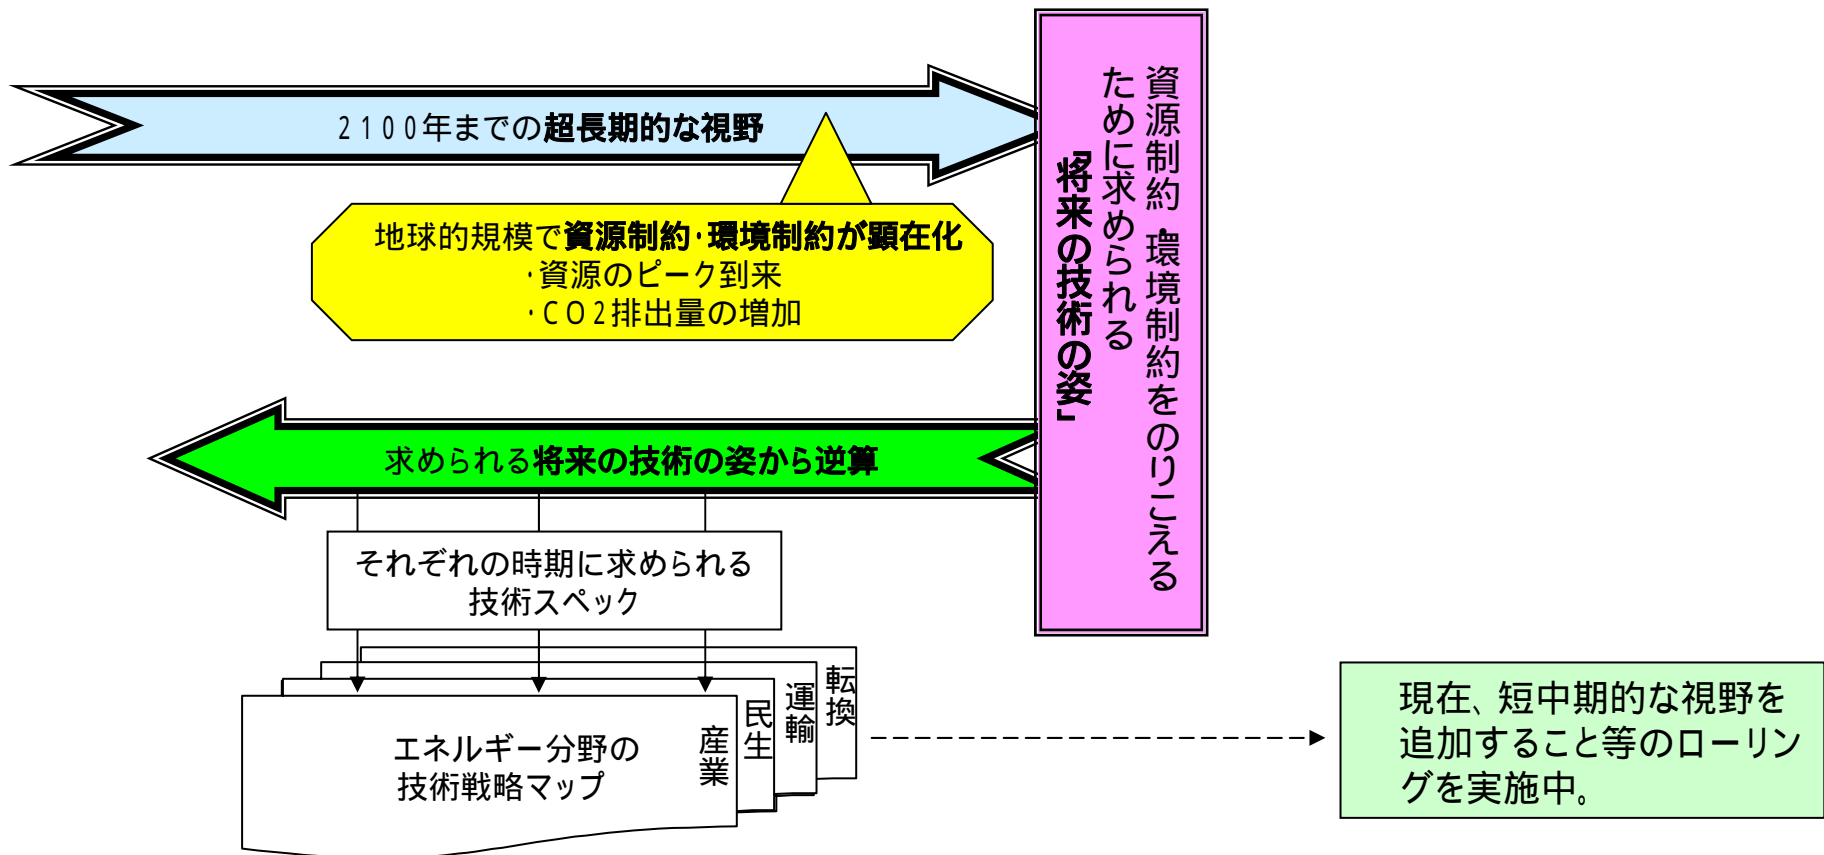 2100年までの超長期的な視野
地球的規模で資源制約・環境制約が顕在化
・資源のピーク到来
・CO2排出量の増加
資源制約・環境制約をのりこえる
ために求められる
「将来の技術の姿」
求められる将来の技術の姿から逆算
それぞれの時期に求められる
技術スペック
転換
運輸
民生
産業
エネルギー分野の
技術戦略マップ
現在、短中期的な視野を
追加すること等のローリン
グを実施中。